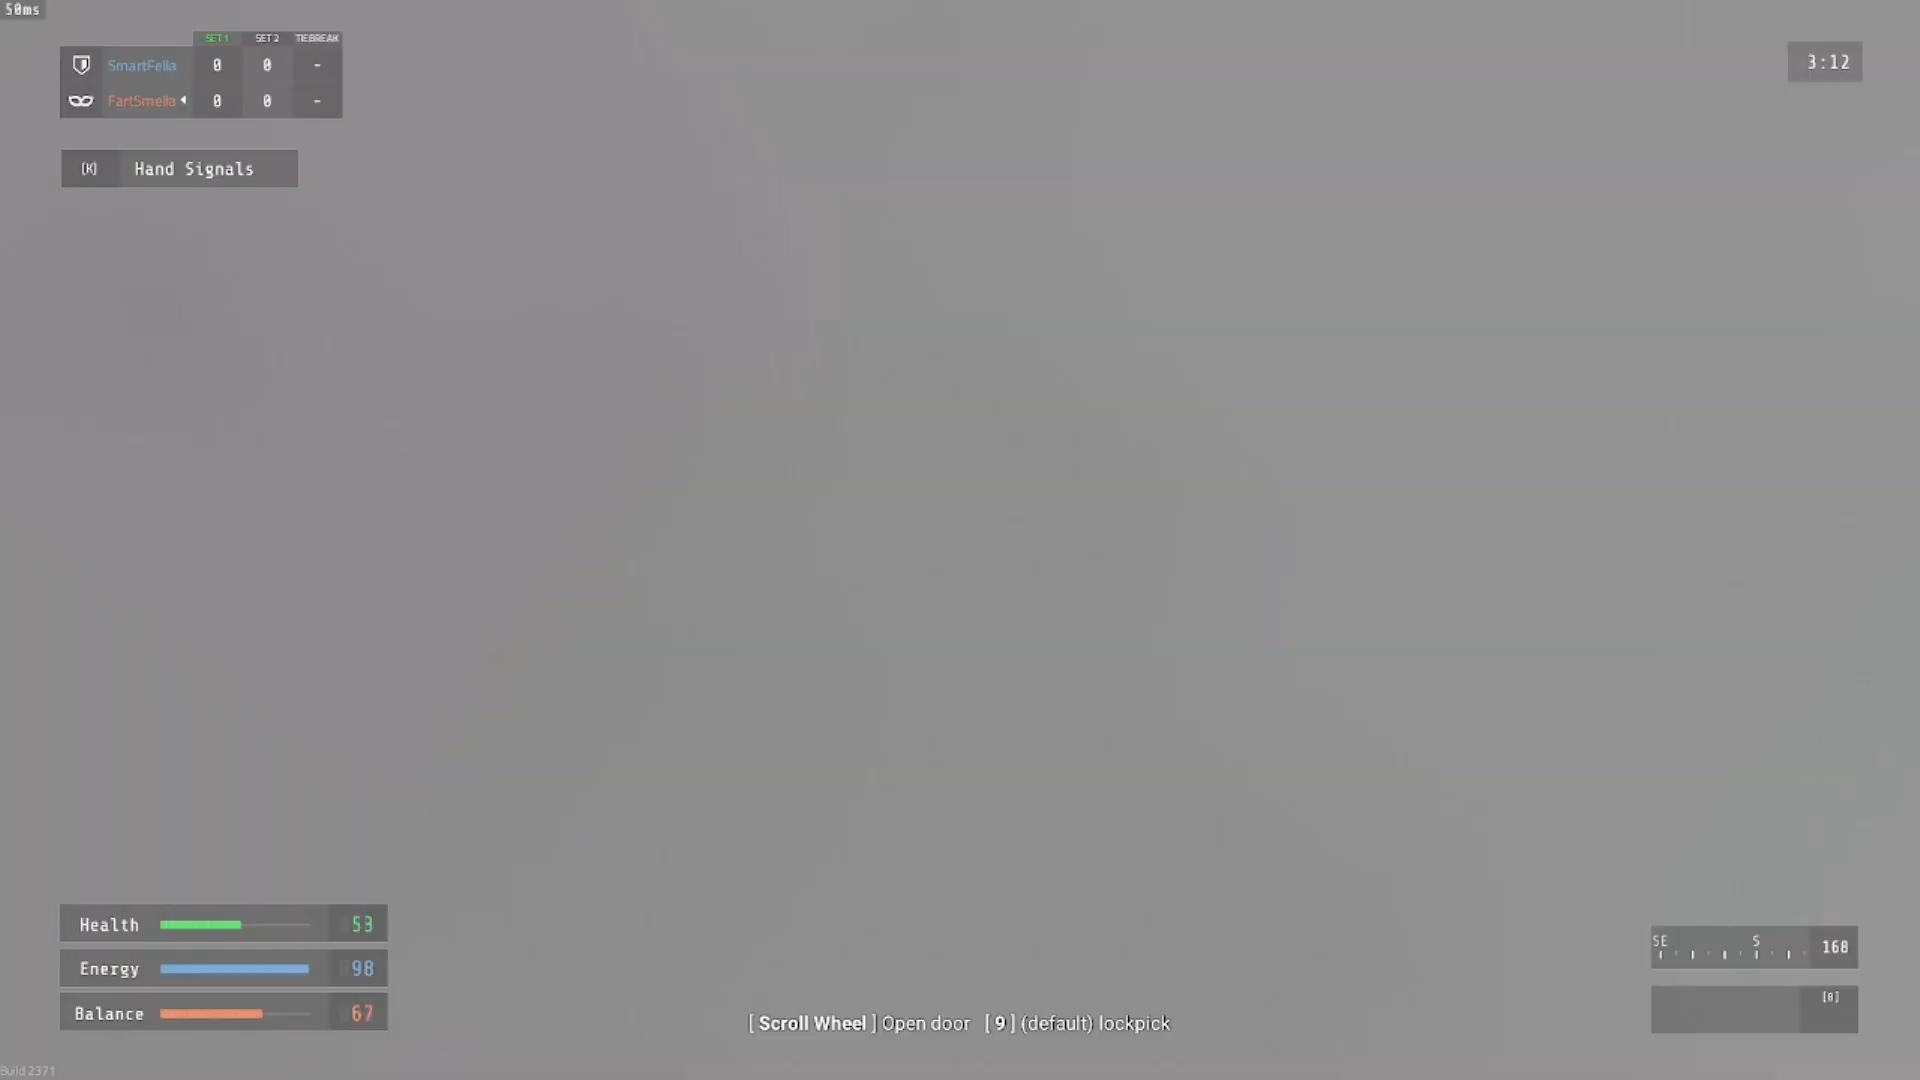 50ms
SET 1 SET 2 TIEBREAK
SmartFella 0 0 -
FartSmella 0 0 -
3:12
[K] Hand Signals
Health 53
Energy 98
Balance 67
SE S 168
[0]
[ Scroll Wheel ] Open door [ 9 ] (default) lockpick
Build 2371